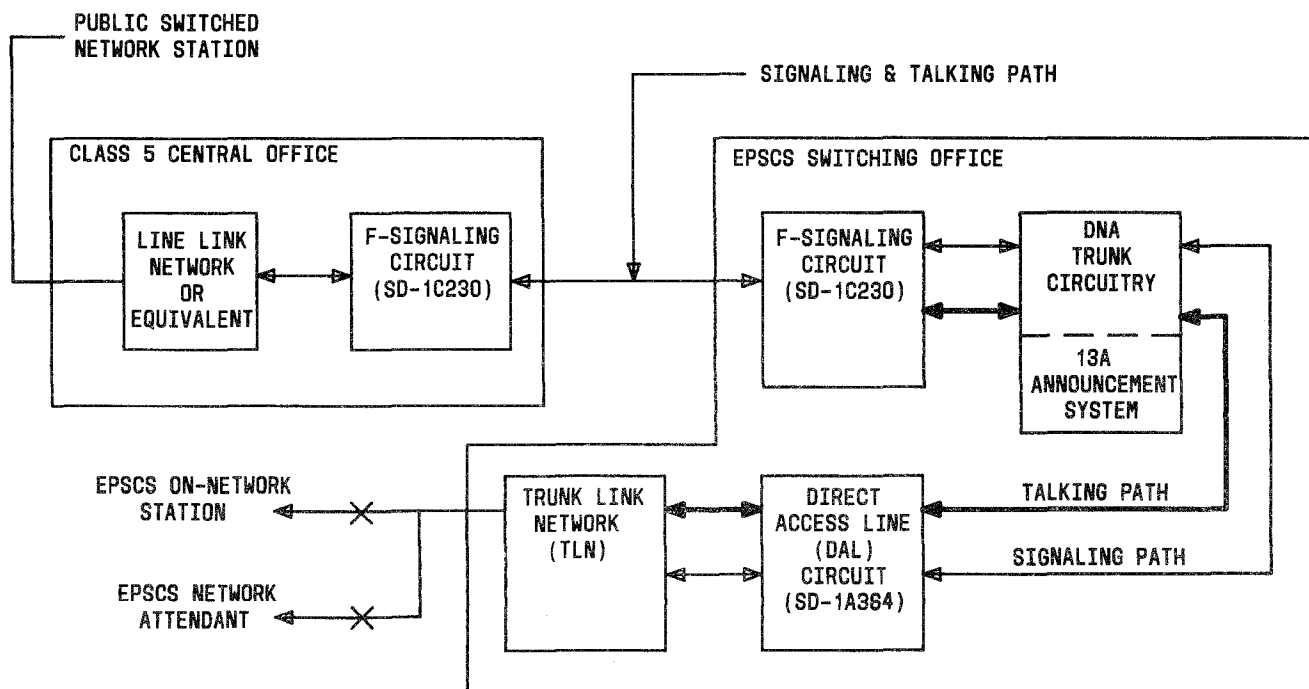 PUBLIC SWITCHED
NETWORK STATION
SIGNALING & TALKING PATH
CLASS 5 CENTRAL OFFICE
EPSCS SWITCHING OFFICE
LINE LINK
NETWORK
OR
EQUIVALENT
F-SIGNALING
CIRCUIT
(SD-1C230)
F-SIGNALING
CIRCUIT
(SD-1C230)
DNA
TRUNK
CIRCUITRY
13A
ANNOUNCEMENT
SYSTEM
EPSCS ON-NETWORK
STATION
EPSCS NETWORK
ATTENDANT
TRUNK LINK
NETWORK
(TLN)
DIRECT
ACCESS LINE
(DAL)
CIRCUIT
(SD-1A364)
TALKING PATH
SIGNALING PATH